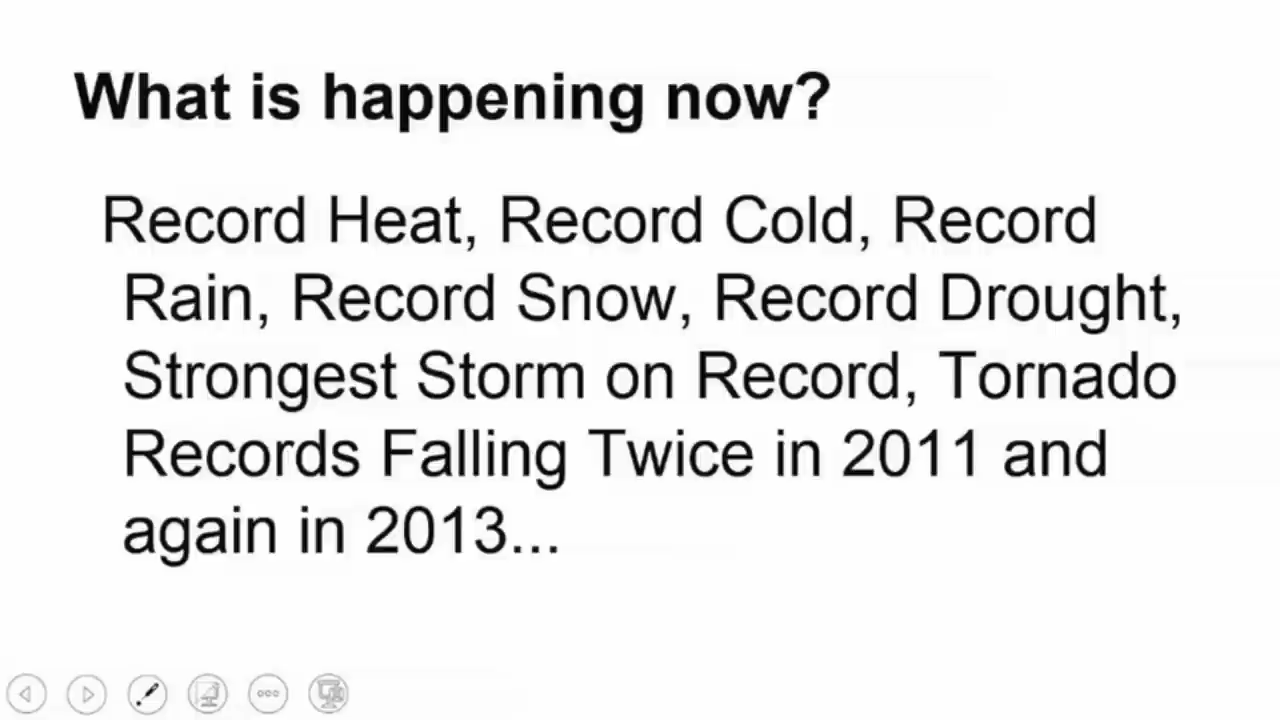 What is happening now?
Record Heat, Record Cold, Record
Rain, Record Snow, Record Drought,
Strongest Storm on Record, Tornado
Records Falling Twice in 2011 and
again in 2013...